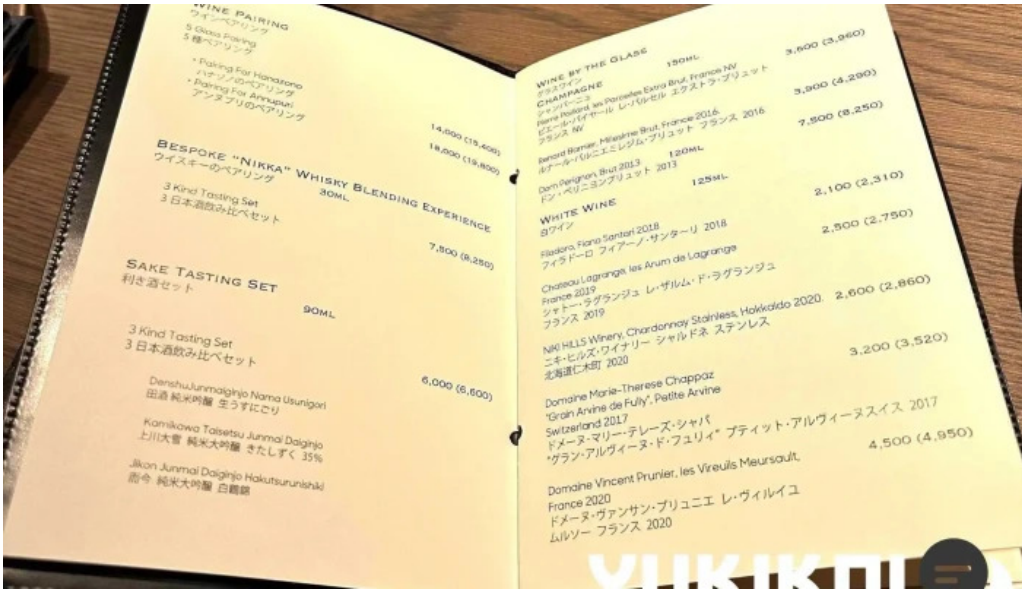 WINE PAIRING
ワインペアリング
5 Glass Pairing
5種ペアリング
• Pairing For Hanazono
ハナゾノのペアリング
14,000 (15,400)
• Pairing For Annupuri
アンヌプリのペアリング
18,000 (19,800)
BESPOKE "NIKKA" WHISKY BLENDING EXPERIENCE
ウイスキーのペアリング
30ML
3 Kind Tasting Set
3 日本酒飲み比べセット
7,500 (8,250)
SAKE TASTING SET
利き酒セット
90ML
3 Kind Tasting Set
3 日本酒飲み比べセット
6,000 (6,600)
DenshuJunmaiginjo Nama Usunigori
田酒 純米吟醸 生うすにごり
Kamikawa Taisetsu Junmai Daiginjo
上川大雪 純米大吟醸 きたしずく 35%
Jikon Junmai Daiginjo Hakutsurunishiki
而今 純米大吟醸 白鶴錦
WINE BY THE GLASS
グラスワイン
150ML
CHAMPAGNE
シャンパーニュ
3,600 (3,960)
Pierre Paillard, les Parcelles Extra Brut, France NV
ピエール・パイヤール レ・パルセル エクストラ・ブリュット
フランス NV
3,900 (4,290)
Renard Barnier, Milesime Brut, France 2016
ルナール・バルニエミレジム・ブリュット フランス 2016
7,500 (8,250)
Dom Perignon, Brut 2013
120ML
ドン・ペリニヨンブリュット 2013
WHITE WINE
125ML
白ワイン
2,100 (2,310)
Filadoro, Fiano Santari 2018
フィラドーロ フィアーノ・サンターリ 2018
2,500 (2,750)
Chateau Lagrange, les Arum de Lagrange
France 2019
シャトー・ラグランジュ レ・ザルム・ド・ラグランジュ
フランス 2019
NIKI HILLS Winery, Chardonnay Stainless, Hokkaido 2020. 2,600 (2,860)
ニキ・ヒルズ・ワイナリー シャルドネ ステンレス
北海道仁木町 2020
3,200 (3,520)
Domaine Marie-Therese Chappaz
"Grain Arvine de Fully", Petite Arvine
Switzerland 2017
ドメーヌ・マリー・テレーズ・シャパ
"グラン・アルヴィーヌ・ド・フュリィ" プティット・アルヴィーヌスイス 2017
4,500 (4,950)
Domaine Vincent Prunier, les Vireuils Meursault,
France 2020
ドメーヌ・ヴァンサン・プリュニエ レ・ヴィルイユ
ムルソー フランス 2020